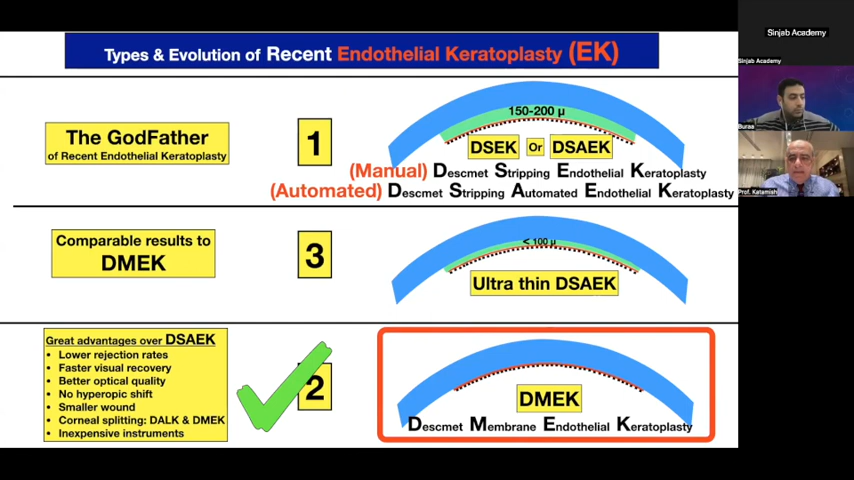 Types & Evolution of Recent Endothelial Keratoplasty (EK)
The GodFather
of Recent Endothelial Keratoplasty
1
150-200 µ
DSEK Or DSAEK
(Manual) Descmet Stripping Endothelial Keratoplasty
(Automated) Descmet Stripping Automated Endothelial Keratoplasty
Comparable results to
DMEK
3
< 100 µ
Ultra thin DSAEK
Great advantages over DSAEK
• Lower rejection rates
• Faster visual recovery
• Better optical quality
• No hyperopic shift
• Smaller wound
• Corneal splitting: DALK & DMEK
• Inexpensive instruments
2
DMEK
Descmet Membrane Endothelial Keratoplasty
Sinjab Academy
Sinjab Academy
Buraa
Prof. Katamish